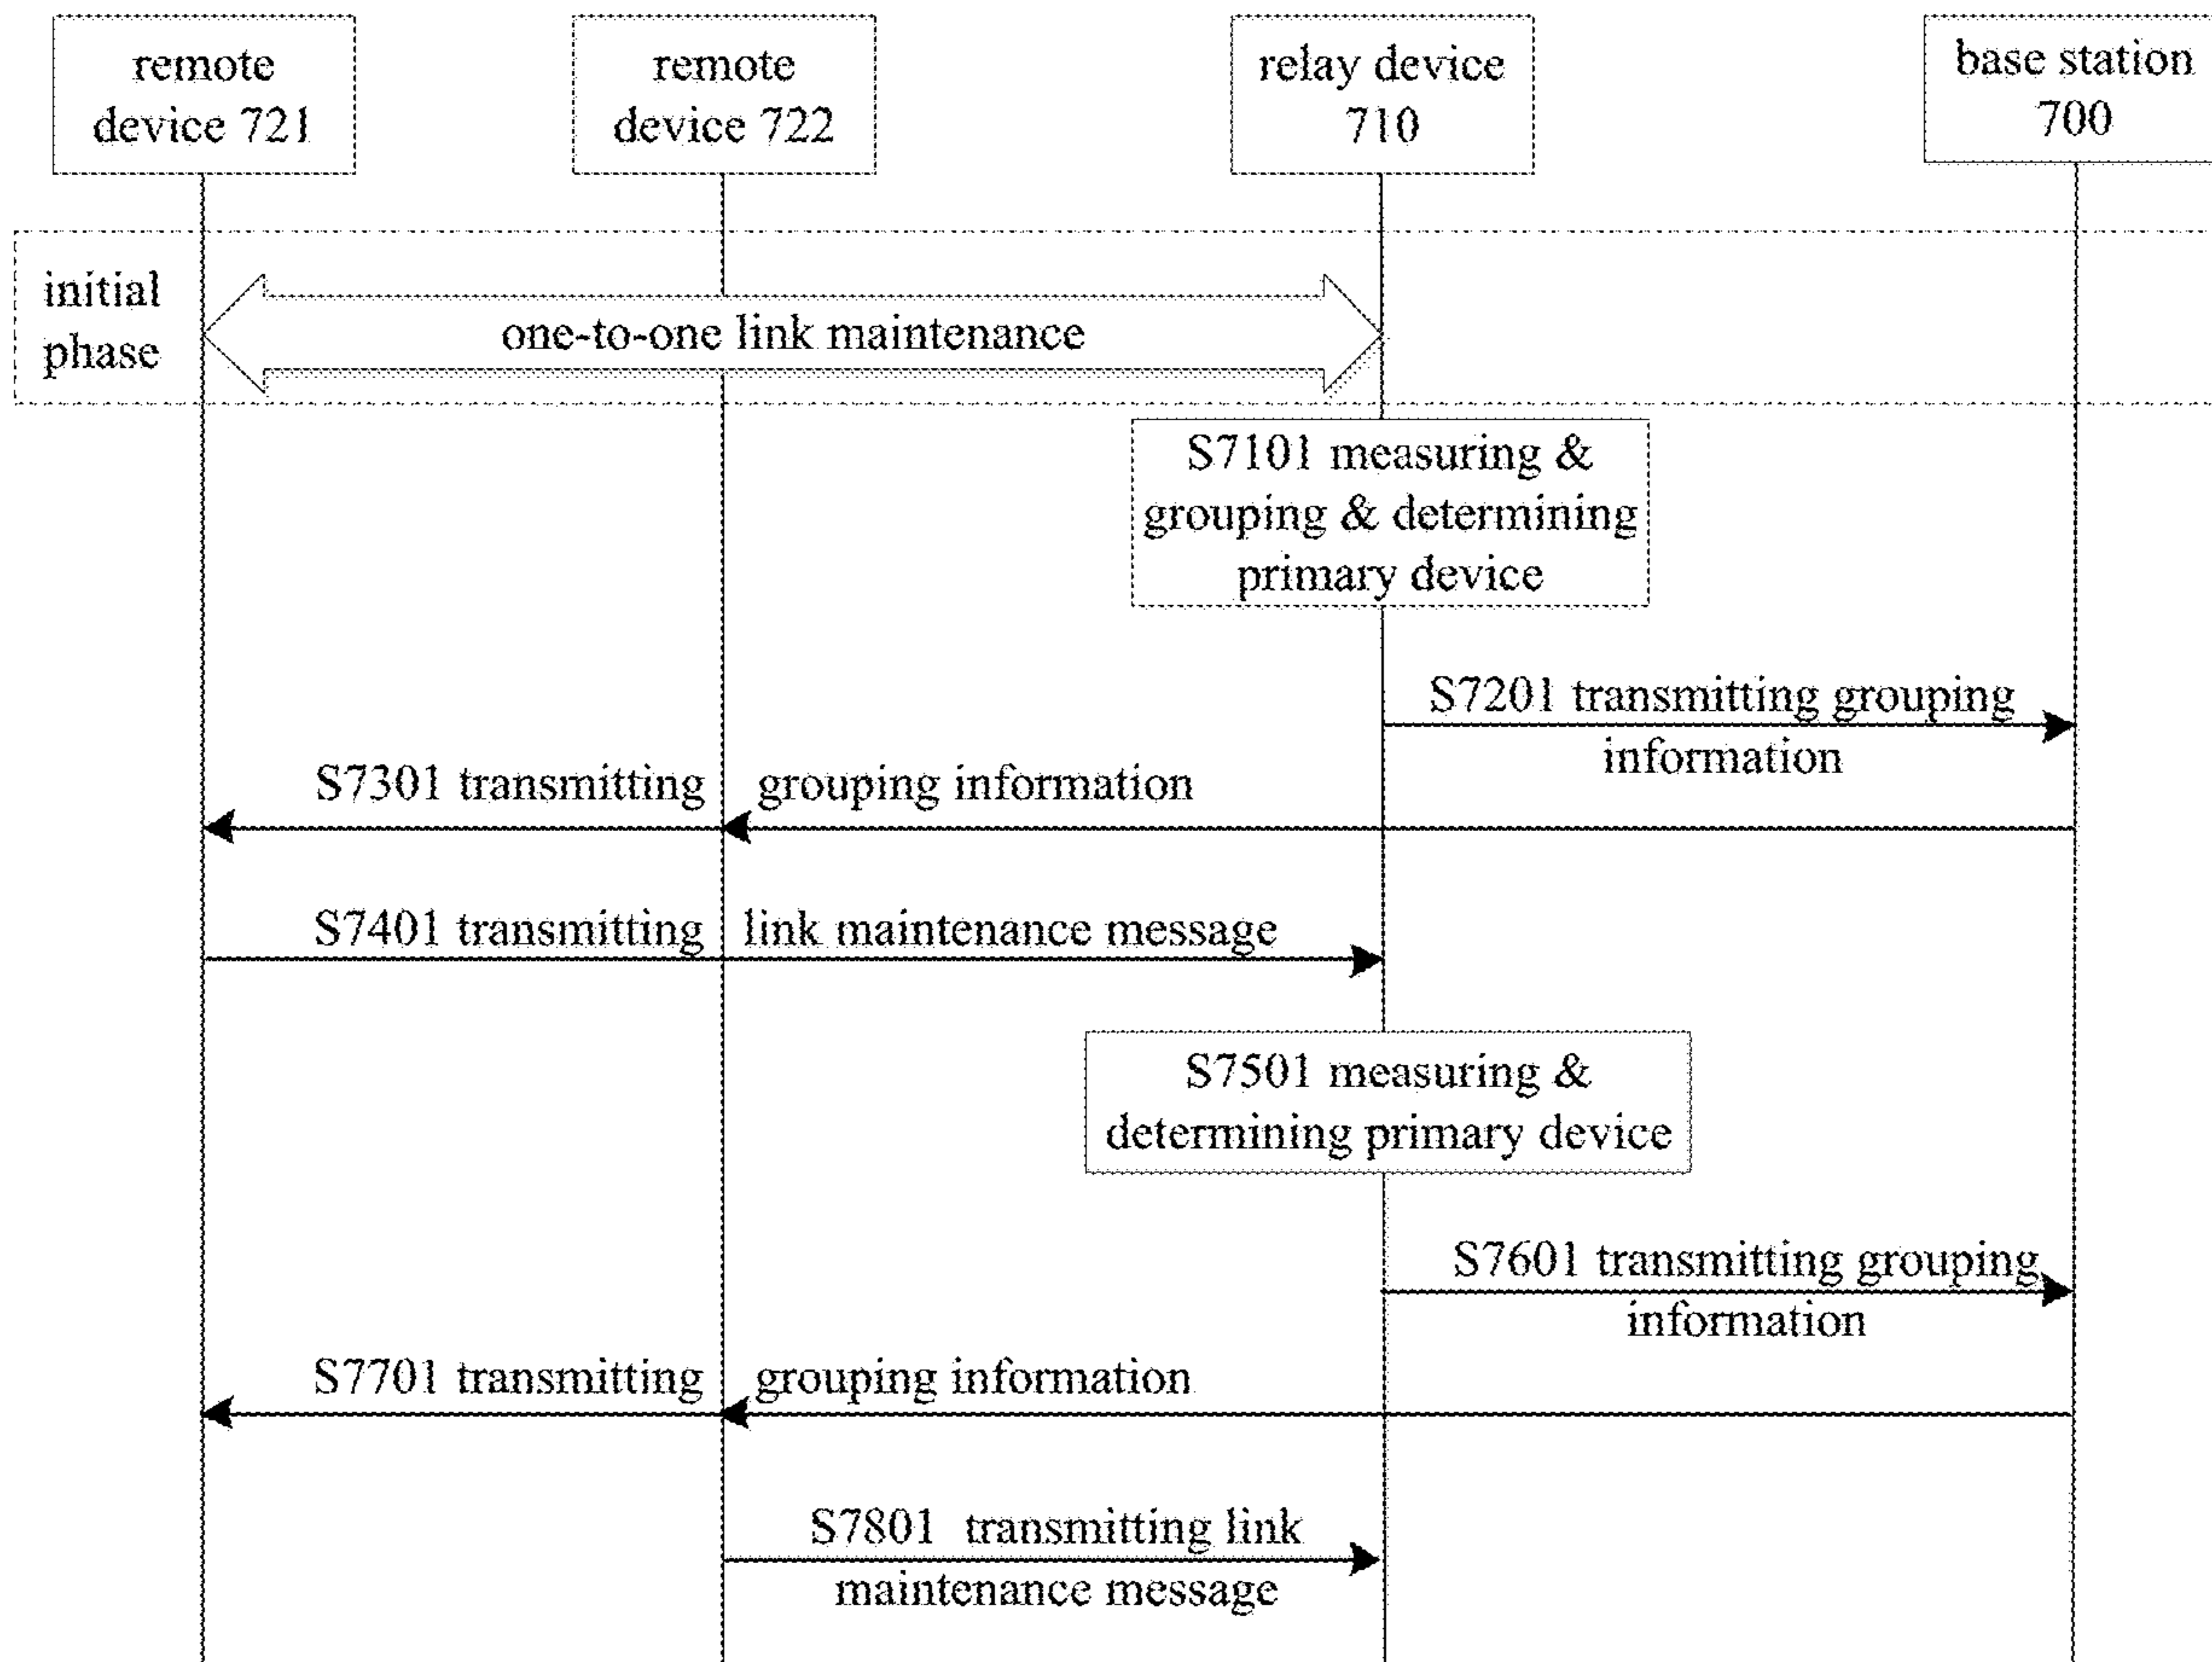 remote
device 721
remote
device 722
relay device
710
base station
700
initial
phase
one-to-one link maintenance
S7101 measuring &
grouping & determining
primary device
S7201 transmitting grouping
information
S7301 transmitting grouping information
S7401 transmitting link maintenance message
S7501 measuring &
determining primary device
S7601 transmitting grouping
information
S7701 transmitting grouping information
S7801 transmitting link
maintenance message